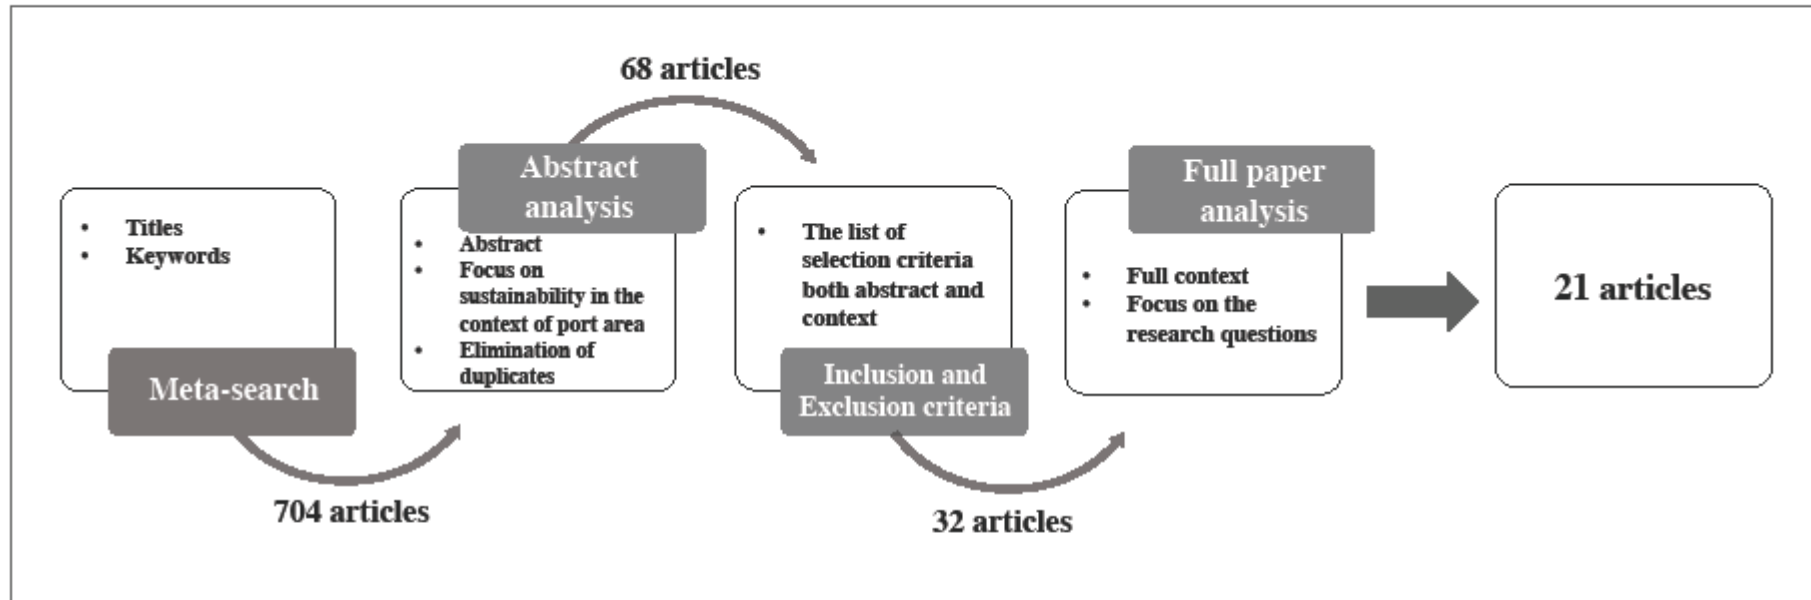 • Titles
• Keywords
Meta-search
704 articles
Abstract
analysis
• Abstract
• Focus on
sustainability in the
context of port area
• Elimination of
duplicates
68 articles
• The list of
selection criteria
both abstract and
context
Inclusion and
Exclusion criteria
32 articles
Full paper
analysis
• Full context
• Focus on the
research questions
21 articles